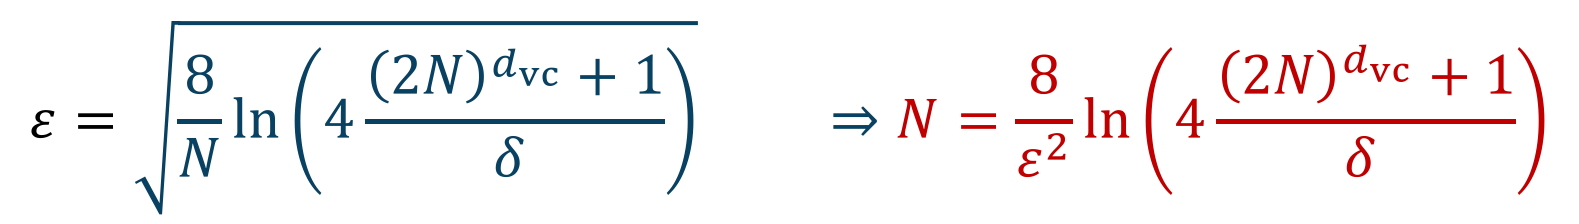 ε = √(8/N ln(4 ((2N)^{d_vc} + 1)/δ)) ⇒ N = 8/ε² ln(4 ((2N)^{d_vc} + 1)/δ)